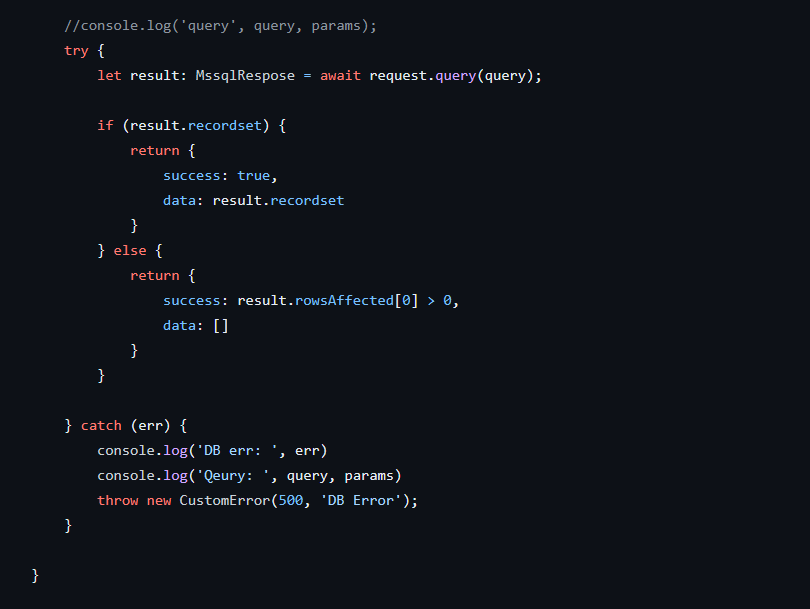 //console.log('query', query, params);
try {
let result: MssqlRespose = await request.query(query);
if (result.recordset) {
return {
success: true,
data: result.recordset
}
} else {
return {
success: result.rowsAffected[0] > 0,
data: []
}
}
} catch (err) {
console.log('DB err: ', err)
console.log('Qeury: ', query, params)
throw new CustomError(500, 'DB Error');
}
}